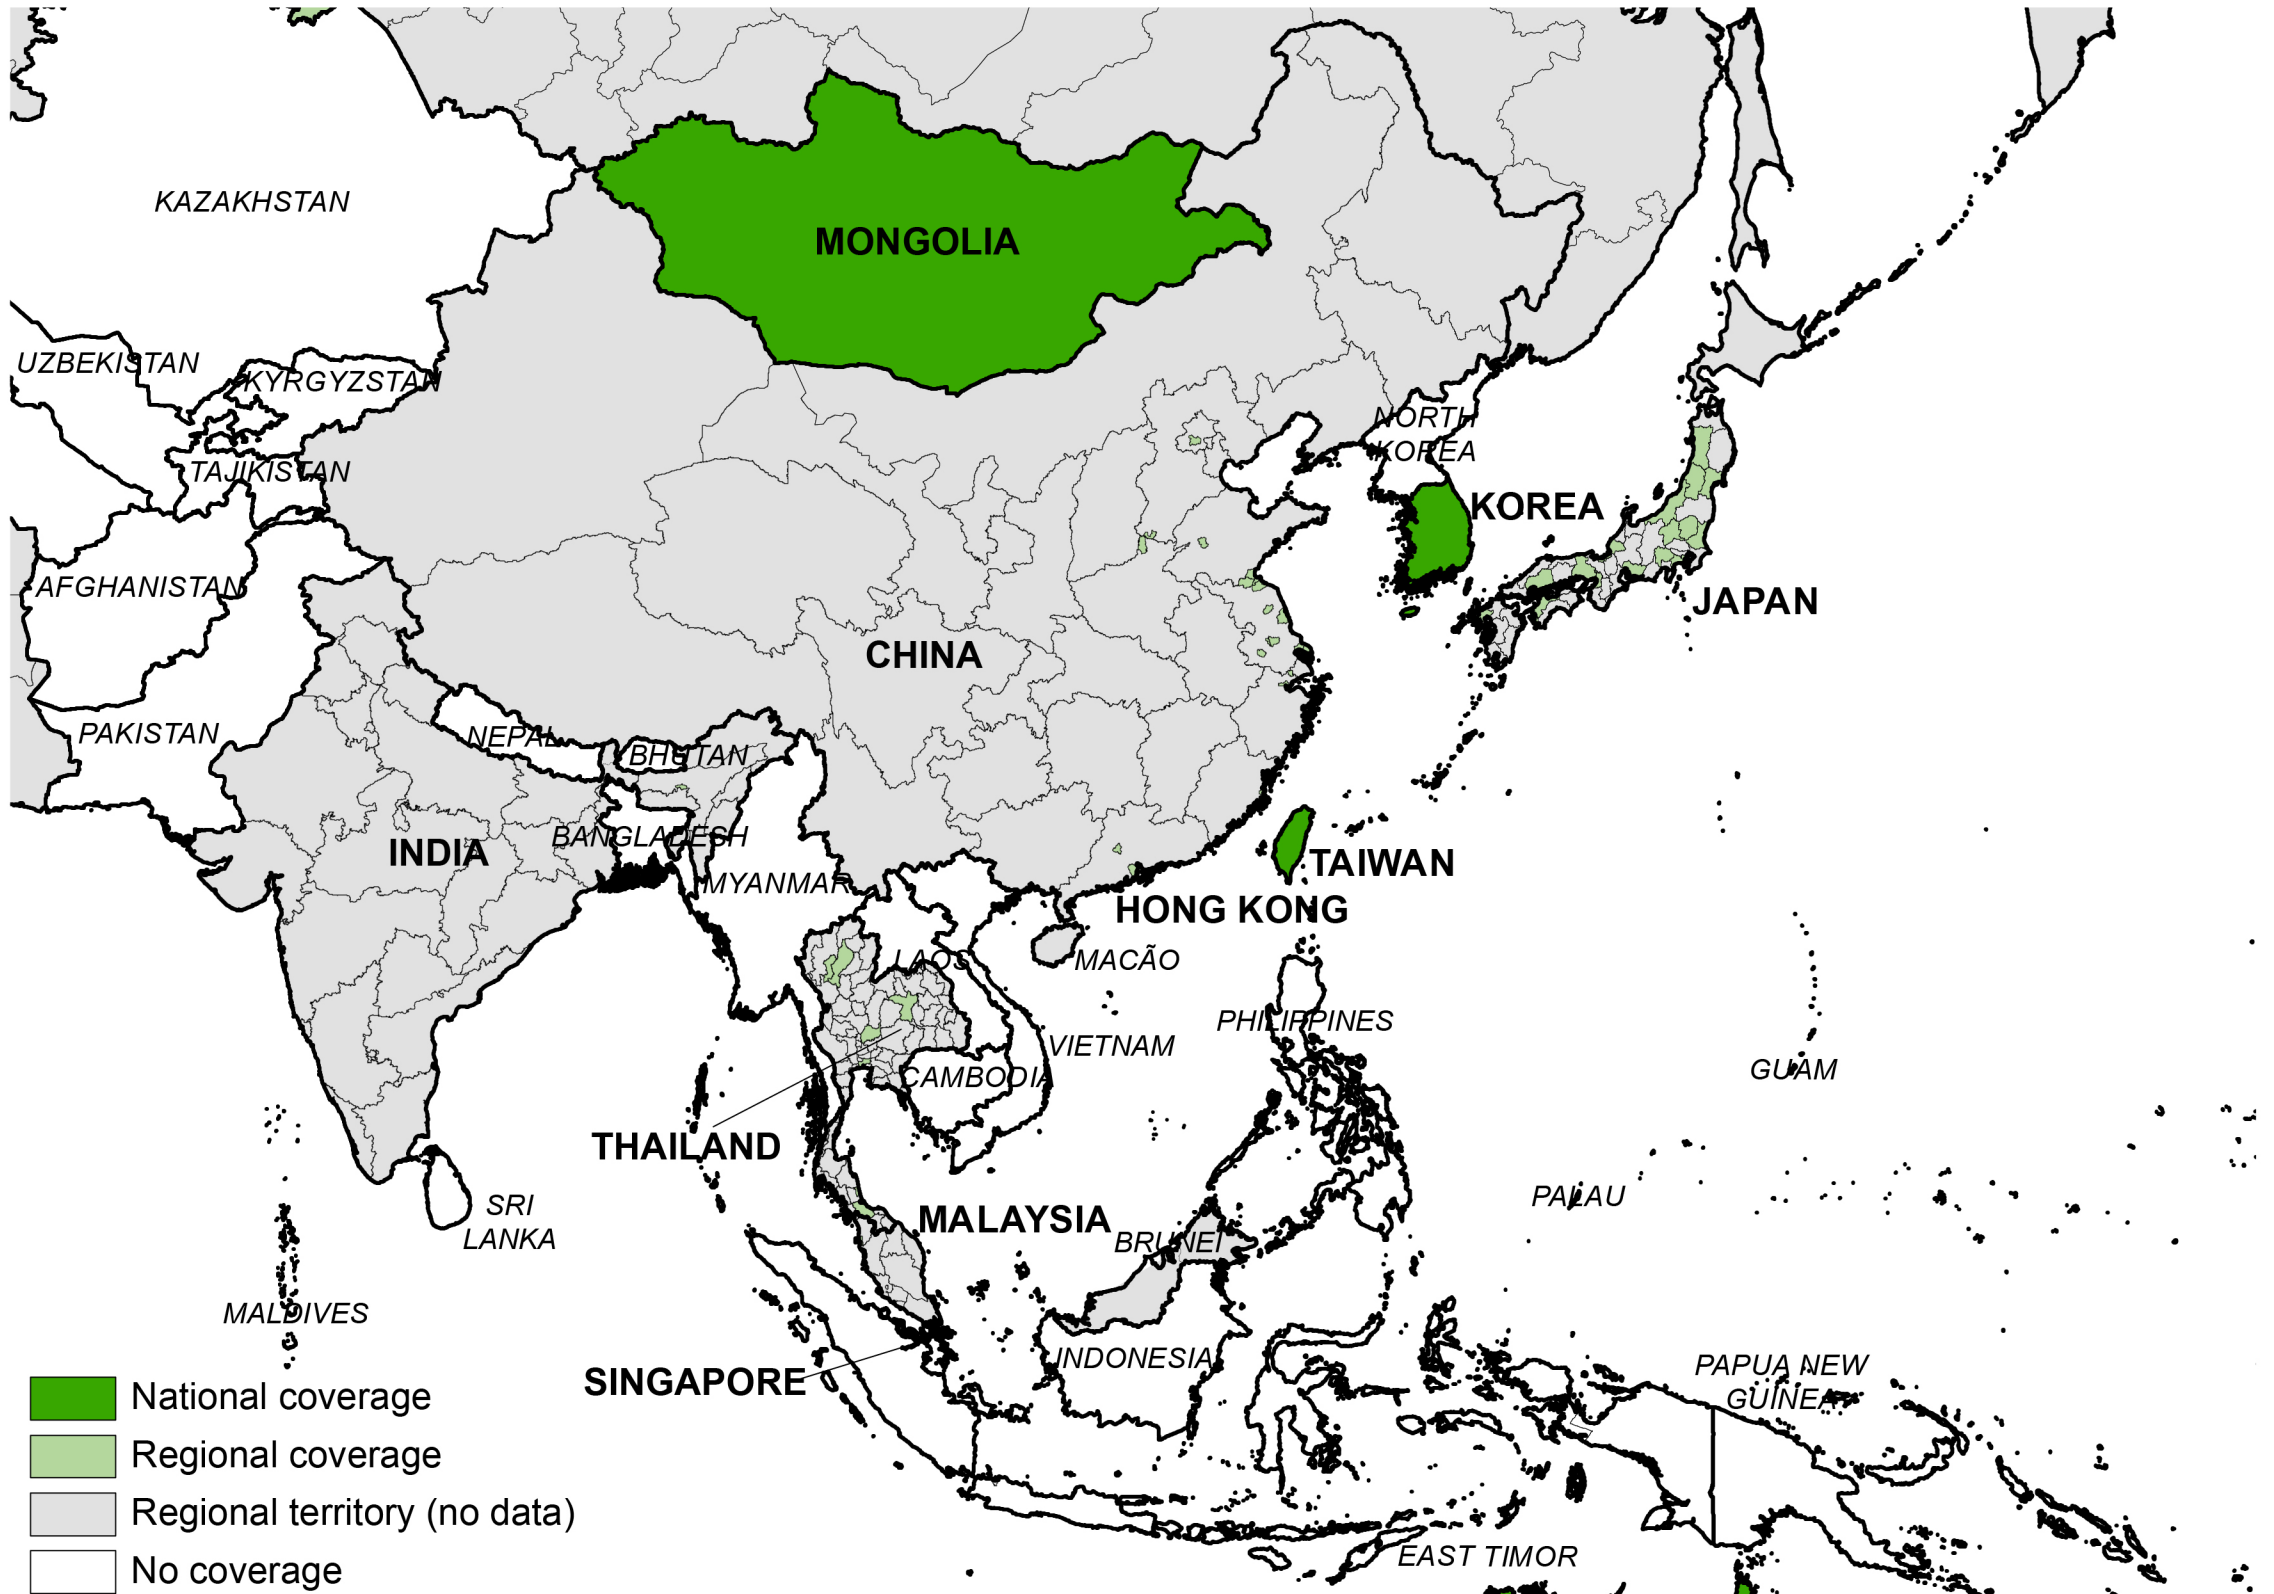 KAZAKHSTAN
MONGOLIA
UZBEKISTAN
KYRGYZSTAN
NORTH
KOREA
TAJIKISTAN
KOREA
AFGHANISTAN
JAPAN
CHINA
PAKISTAN
NEPAL
BHUTAN
BANGLADESH
INDIA
TAIWAN
MYANMAR
HONG KONG
LAOS
MACÃO
PHILIPPINES
VIETNAM
GUAM
CAMBODIA
THAILAND
PALAU
SRI
LANKA
MALAYSIA
BRUNEI
MALDIVES
INDONESIA
PAPUA NEW
GUINEA
SINGAPORE
National coverage
Regional coverage
Regional territory (no data)
EAST TIMOR
No coverage